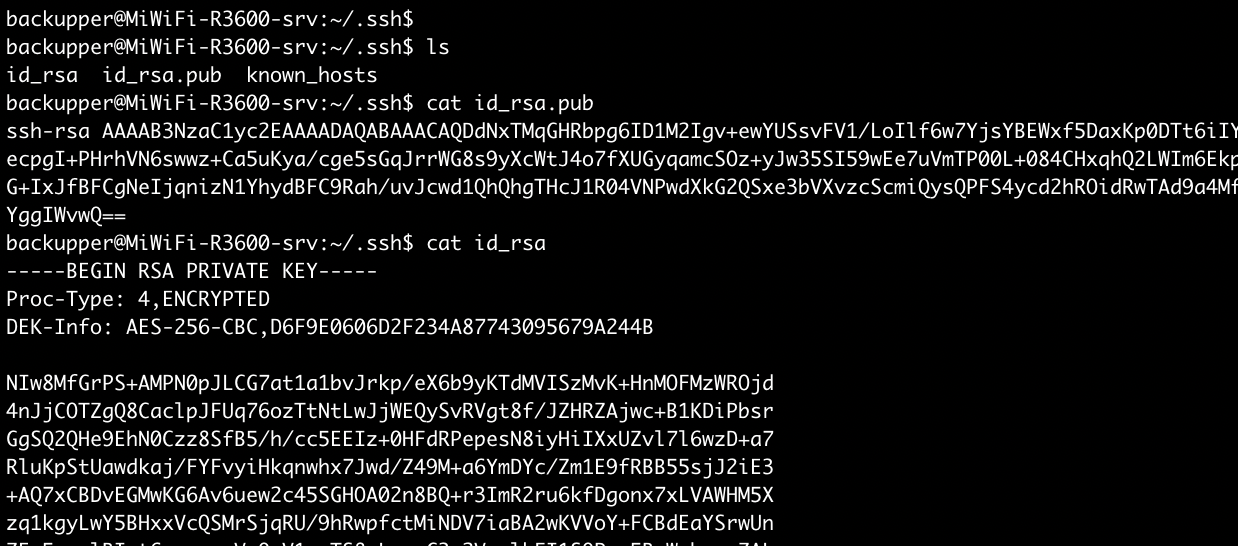 backupper@MiWiFi-R3600-srv:~/.ssh$
backupper@MiWiFi-R3600-srv:~/.ssh$ ls
id_rsa  id_rsa.pub  known_hosts
backupper@MiWiFi-R3600-srv:~/.ssh$ cat id_rsa.pub
ssh-rsa AAAAB3NzaC1yc2EAAAADAQABAAACAQDdNxTMqGHRbpg6ID1M2Igv+ewYUSsvFV1/LoIlf6w7YjsYBEWxf5DaxKp0DTt6iIY
ecpgI+PHrhVN6swwz+Ca5uKya/cge5sGqJrrWG8s9yXcWtJ4o7fXUGyqamcSOz+yJw35SI59wEe7uVmTP00L+084CHxqhQ2LWIm6Ekp
G+IxJfBFCgNeIjqnizN1YhydBFC9Rah/uvJcwd1QhQhgTHcJ1R04VNPwdXkG2QSxe3bVXvzcScmiQysQPFS4ycd2hROidRwTAd9a4Mf
YggIWvwQ==
backupper@MiWiFi-R3600-srv:~/.ssh$ cat id_rsa
-----BEGIN RSA PRIVATE KEY-----
Proc-Type: 4,ENCRYPTED
DEK-Info: AES-256-CBC,D6F9E0606D2F234A87743095679A244B
NIw8MfGrPS+AMPN0pJLCG7at1a1bvJrkp/eX6b9yKTdMVISzMvK+HnMOFMzWROjd
4nJjCOTZgQ8CaclpJFUq76ozTtNtLwJjWEQySvRVgt8f/JZHRZAjwc+B1KDiPbsr
GgSQ2QHe9EhN0Czz8SfB5/h/cc5EEIz+0HFdRPepesN8iyHiIXxUZvl7l6wzD+a7
RluKpStUawdkaj/FYFvyiHkqnwhx7Jwd/Z49M+a6YmDYc/Zm1E9fRBB55sjJ2iE3
+AQ7xCBDvEGMwKG6Av6uew2c45SGHOA02n8BQ+r3ImR2ru6kfDgonx7xLVAWHM5X
zq1kgyLwY5BHxxVcQSMrSjqRU/9hRwpfctMiNDV7iaBA2wKVVoY+FCBdEaYSrwUn